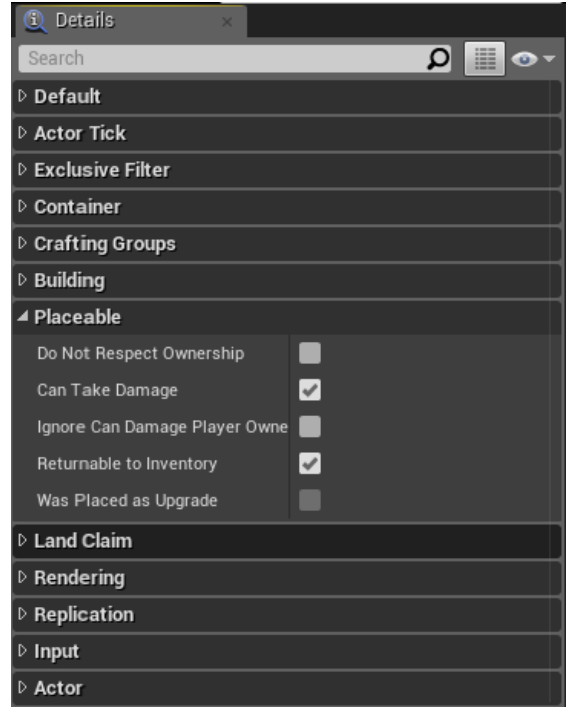 Details
Search
Default
Actor Tick
Exclusive Filter
Container
Crafting Groups
Building
Placeable
Do Not Respect Ownership
Can Take Damage
Ignore Can Damage Player Owne
Returnable to Inventory
Was Placed as Upgrade
Land Claim
Rendering
Replication
Input
Actor